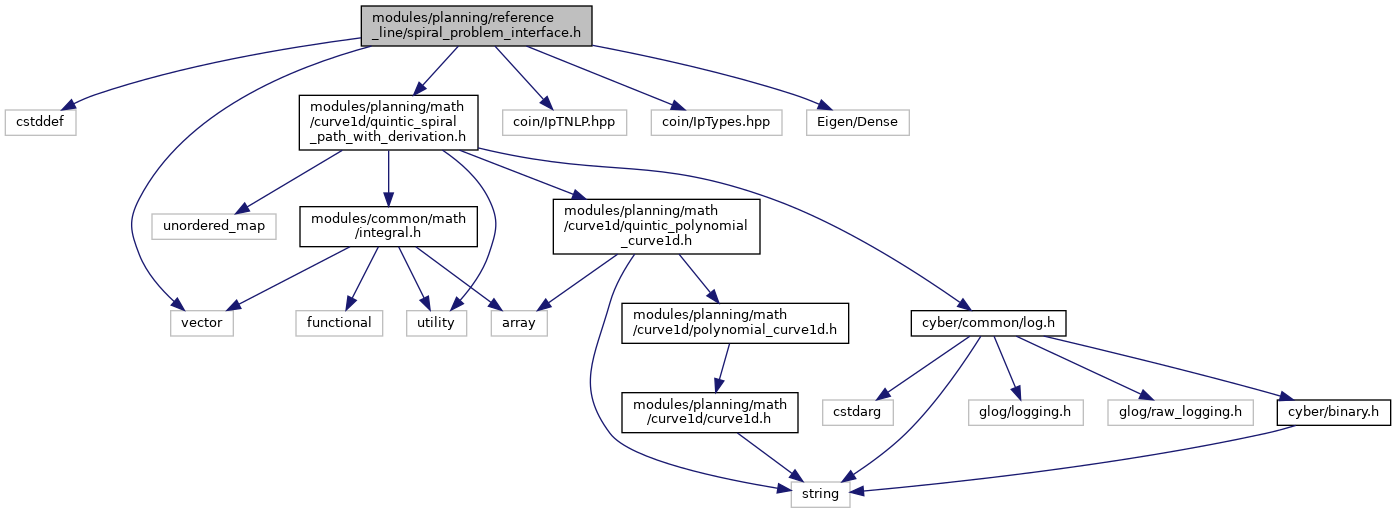 modules/planning/reference
_line/spiral_problem_interface.h
cstddef
modules/planning/math
/curve1d/quintic_spiral
_path_with_derivation.h
coin/IpTNLP.hpp
coin/IpTypes.hpp
Eigen/Dense
unordered_map
modules/common/math
/integral.h
modules/planning/math
/curve1d/quintic_polynomial
_curve1d.h
vector
functional
utility
array
modules/planning/math
/curve1d/polynomial_curve1d.h
cyber/common/log.h
modules/planning/math
/curve1d/curve1d.h
cstdarg
glog/logging.h
glog/raw_logging.h
cyber/binary.h
string